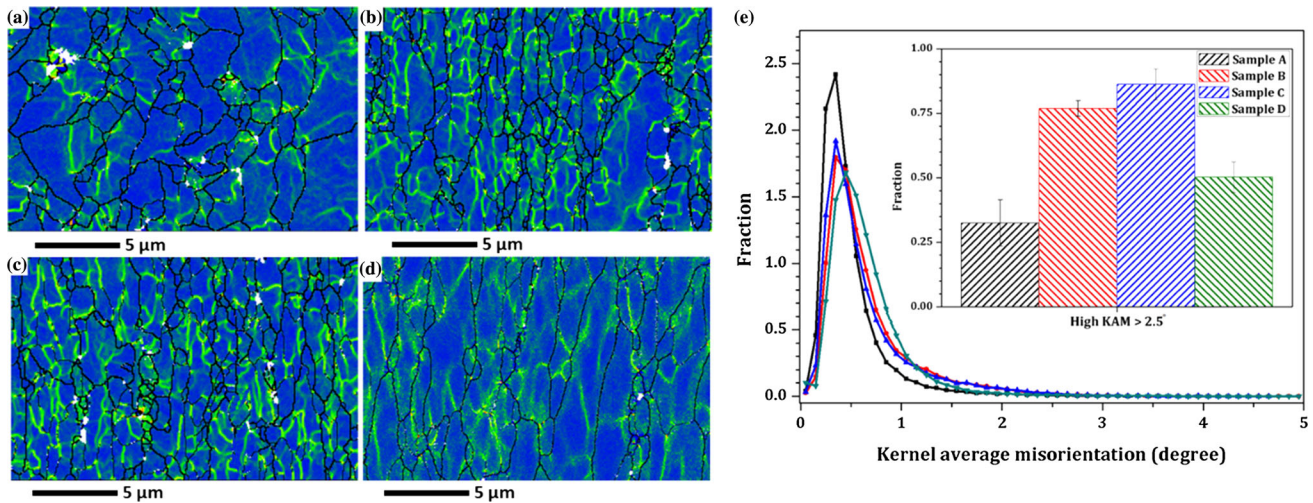 (a)
(b)
5 µm
5 µm
(c)
(d)
5 µm
5 µm
(e)
Fraction
2.5
2.0
1.5
1.0
0.5
0.0
0
1
2
3
4
5
Kernel average misorientation (degree)
Fraction
1.00
0.75
0.50
0.25
0.00
High KAM > 2.5°
Sample A
Sample B
Sample C
Sample D